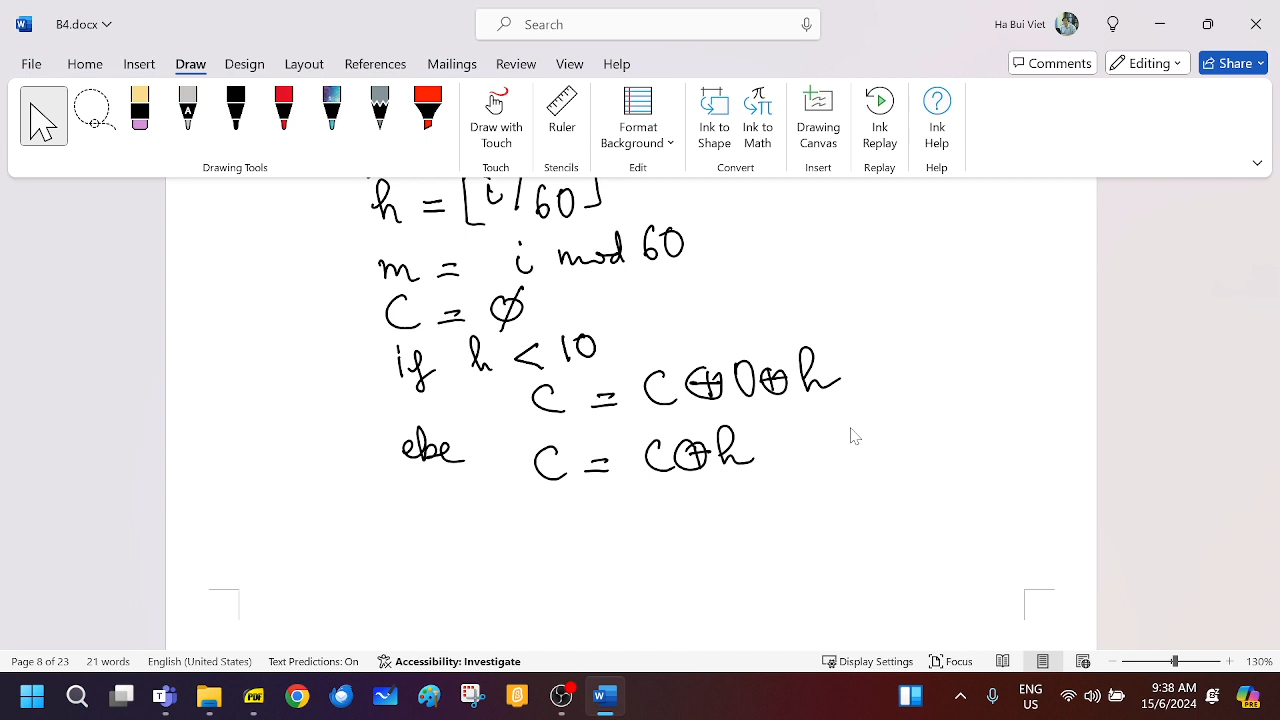 B4.docx
Search
Ha Bui Viet
File Home Insert Draw Design Layout References Mailings Review View Help
Comments Editing Share
A
Draw with Touch
Ruler
Format Background
Ink to Shape
Ink to Math
Drawing Canvas
Ink Replay
Ink Help
Drawing Tools Touch Stencils Edit Convert Insert Replay Help
h = [i/60]
m = i mod 60
C = ∅
if h < 10
C = C⊕0⊕h
else C = C⊕h
Page 8 of 23 21 words English (United States) Text Predictions: On Accessibility: Investigate Display Settings Focus 130%
ENG US
9:38 AM
15/6/2024
PDF
PRE